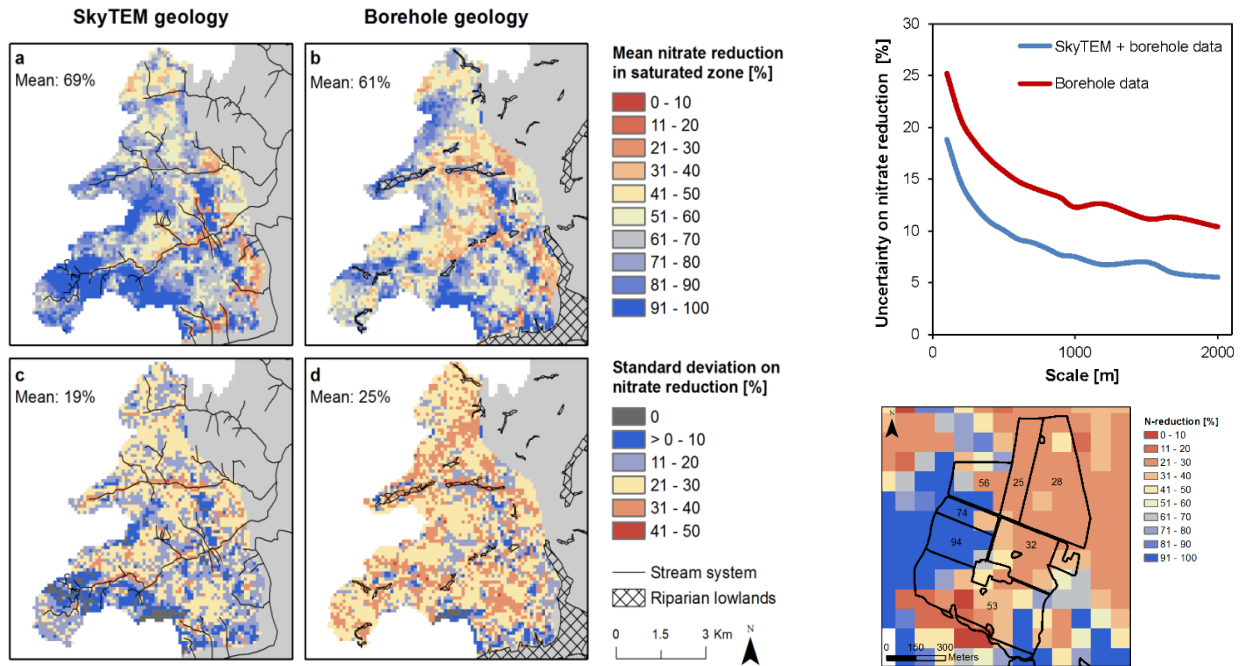 SkyTEM geology
Borehole geology
a
Mean: 69%
b
Mean: 61%
Mean nitrate reduction
in saturated zone [%]
0 - 10
11 - 20
21 - 30
31 - 40
41 - 50
51 - 60
61 - 70
71 - 80
81 - 90
91 - 100
c
Mean: 19%
d
Mean: 25%
Standard deviation on
nitrate reduction [%]
0
> 0 - 10
11 - 20
21 - 30
31 - 40
41 - 50
Stream system
Riparian lowlands
0 1.5 3 Km
N
Uncertainty on nitrate reduction [%]
30
25
20
15
10
5
0
SkyTEM + borehole data
Borehole data
0 1000 2000
Scale [m]
N
56
25
28
74
94
32
53
0 150 300
Meters
N-reduction [%]
0 - 10
11 - 20
21 - 30
31 - 40
41 - 50
51 - 60
61 - 70
71 - 80
81 - 90
91 - 100